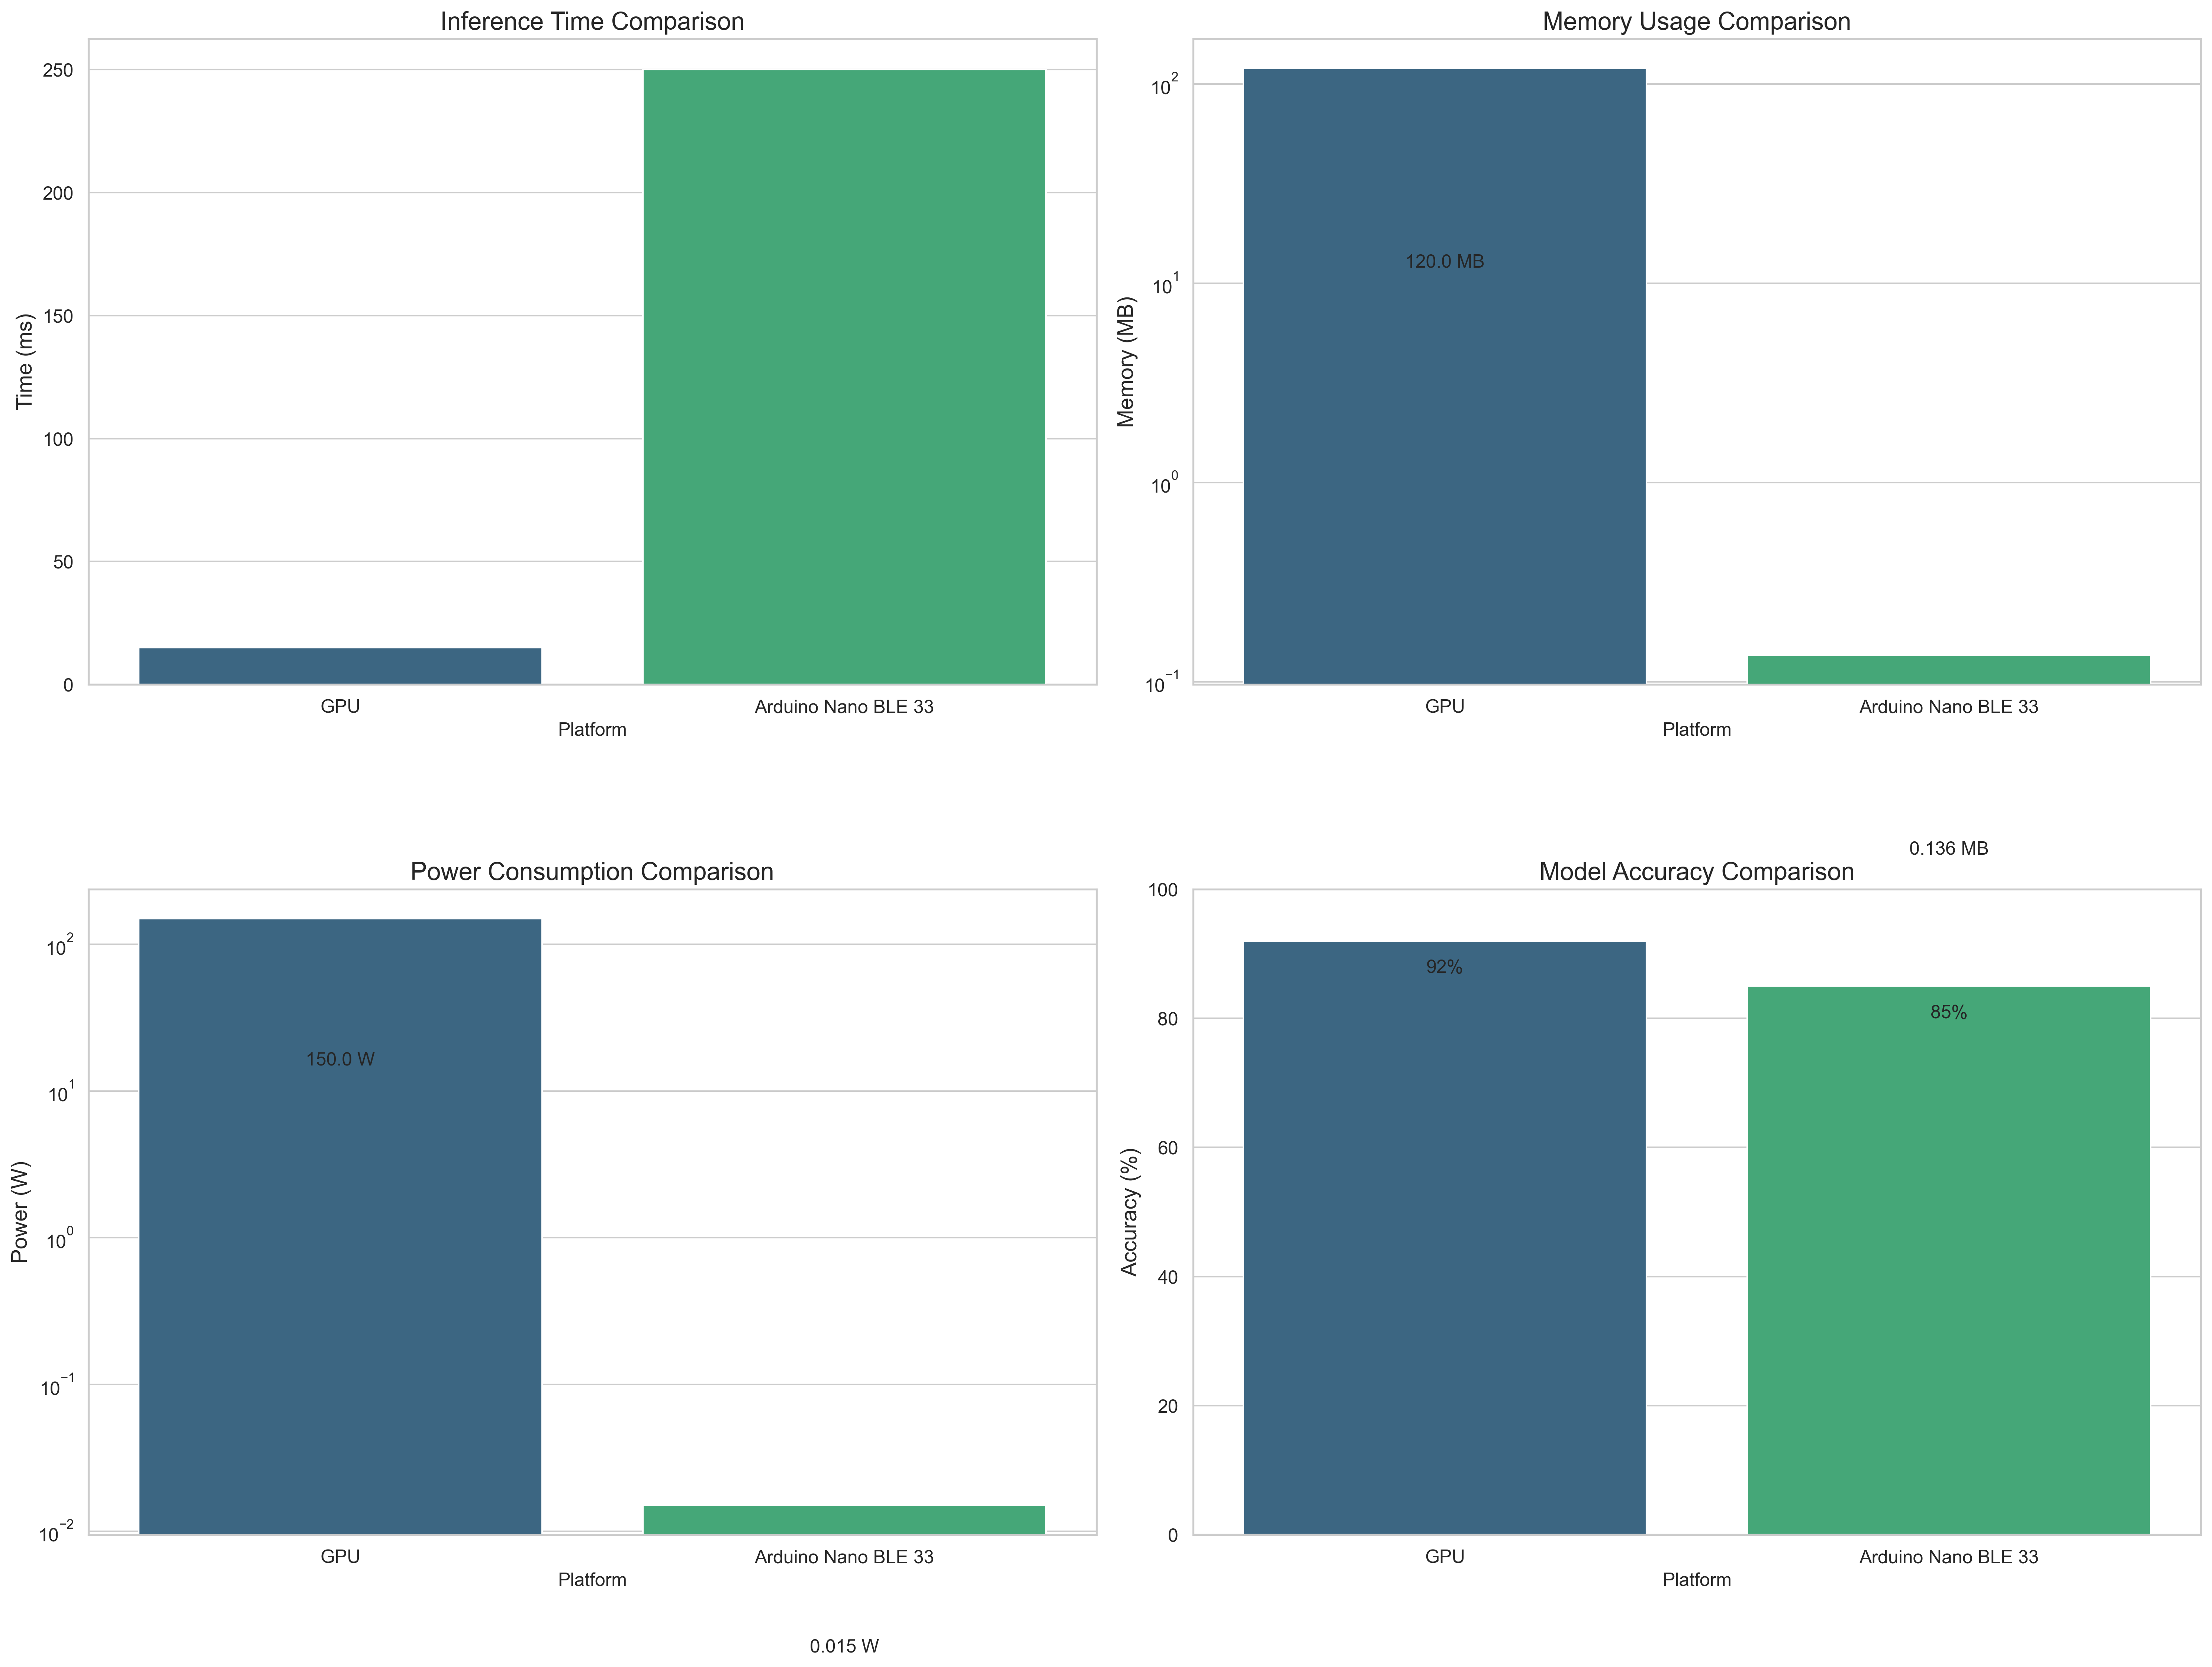 Inference Time Comparison
Time (ms)
250
200
150
100
50
0
GPU
Arduino Nano BLE 33
Platform
Memory Usage Comparison
Memory (MB)
10²
10¹
10⁰
10⁻¹
120.0 MB
0.136 MB
GPU
Arduino Nano BLE 33
Platform
Power Consumption Comparison
Power (W)
10²
10¹
10⁰
10⁻¹
10⁻²
150.0 W
0.015 W
GPU
Arduino Nano BLE 33
Platform
Model Accuracy Comparison
Accuracy (%)
100
80
60
40
20
0
92%
85%
GPU
Arduino Nano BLE 33
Platform